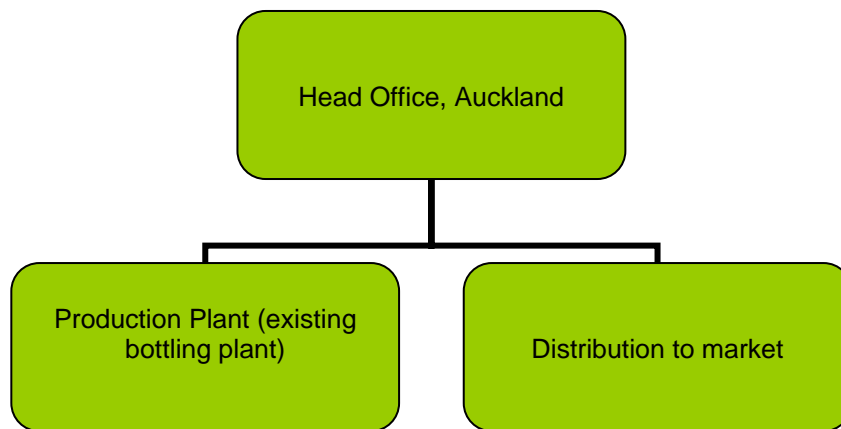 Head Office, Auckland
Production Plant (existing
bottling plant)
Distribution to market